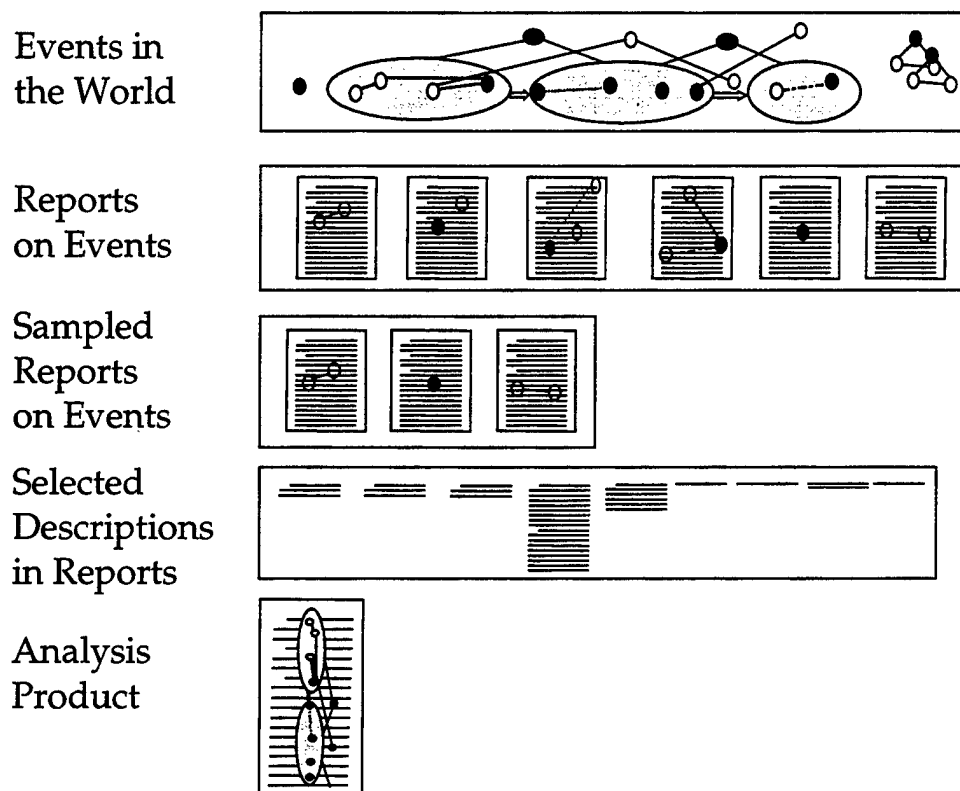 Events in
the World
Reports
on Events
Sampled
Reports
on Events
Selected
Descriptions
in Reports
Analysis
Product